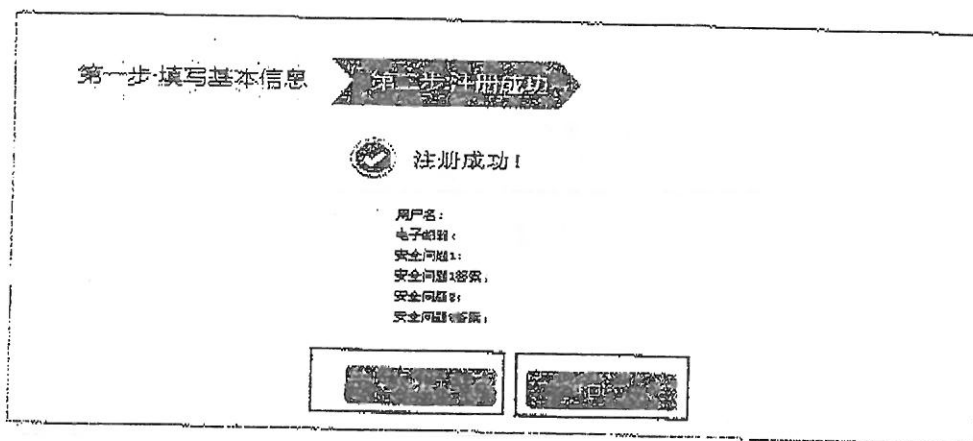 第一步·填写基本信息
第二步·注册成功
注册成功!
用户名:
电子邮箱:
安全问题1:
安全问题1答案:
安全问题2:
安全问题2答案: